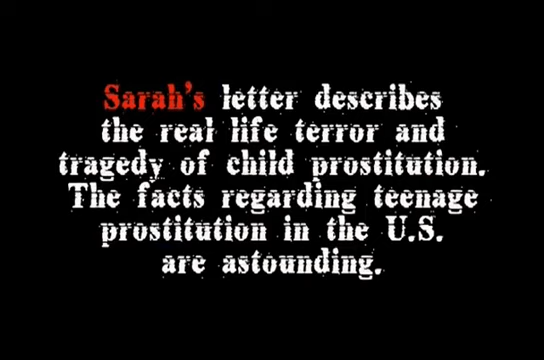 Sarah's letter describes
the real life terror and
tragedy of child prostitution.
The facts regarding teenage
prostitution in the U.S.
are astounding.